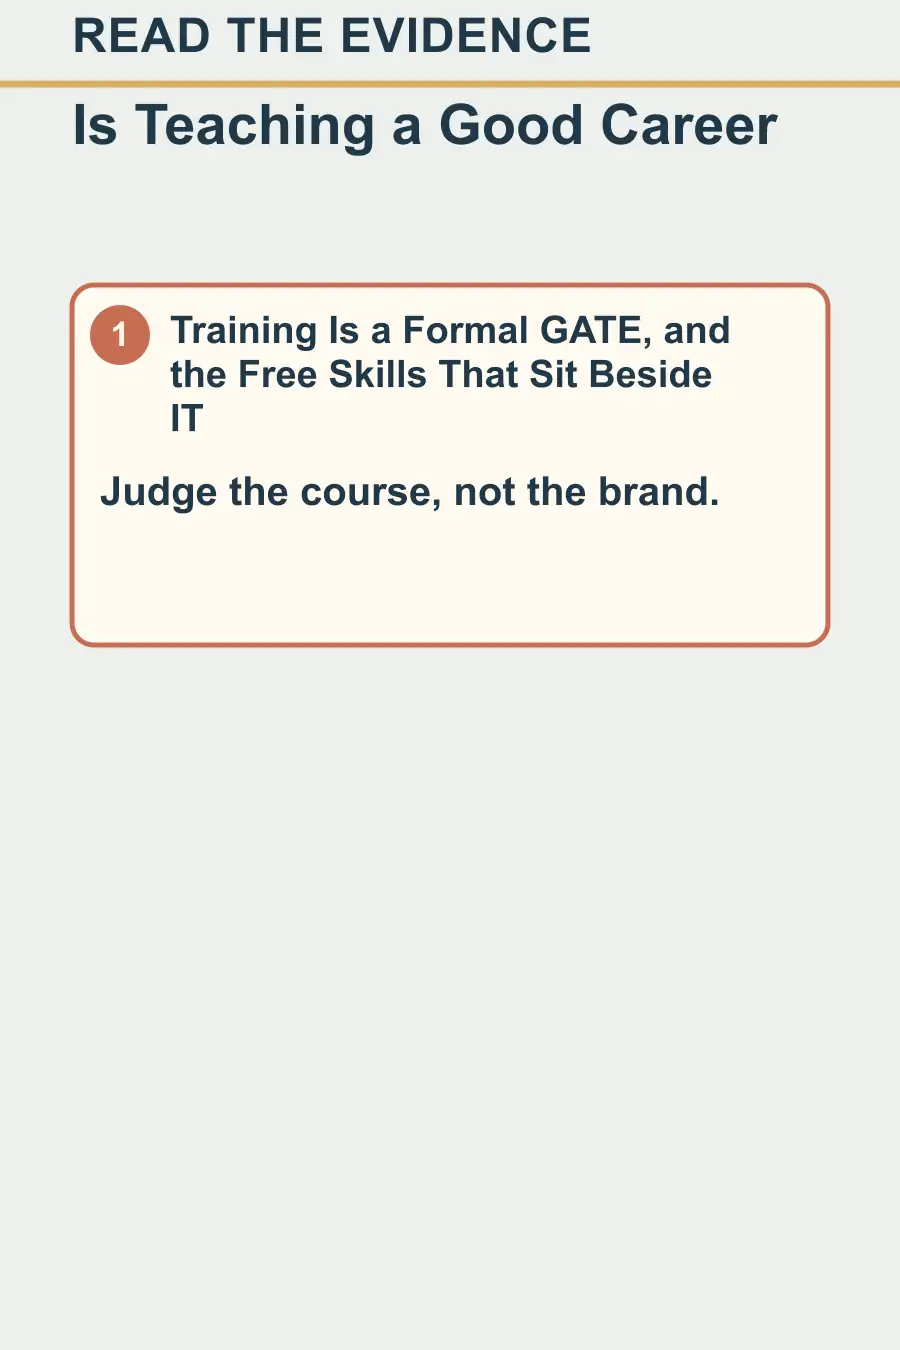 READ THE EVIDENCE
Is Teaching a Good Career
1
Training Is a Formal GATE, and
the Free Skills That Sit Beside
IT
Judge the course, not the brand.